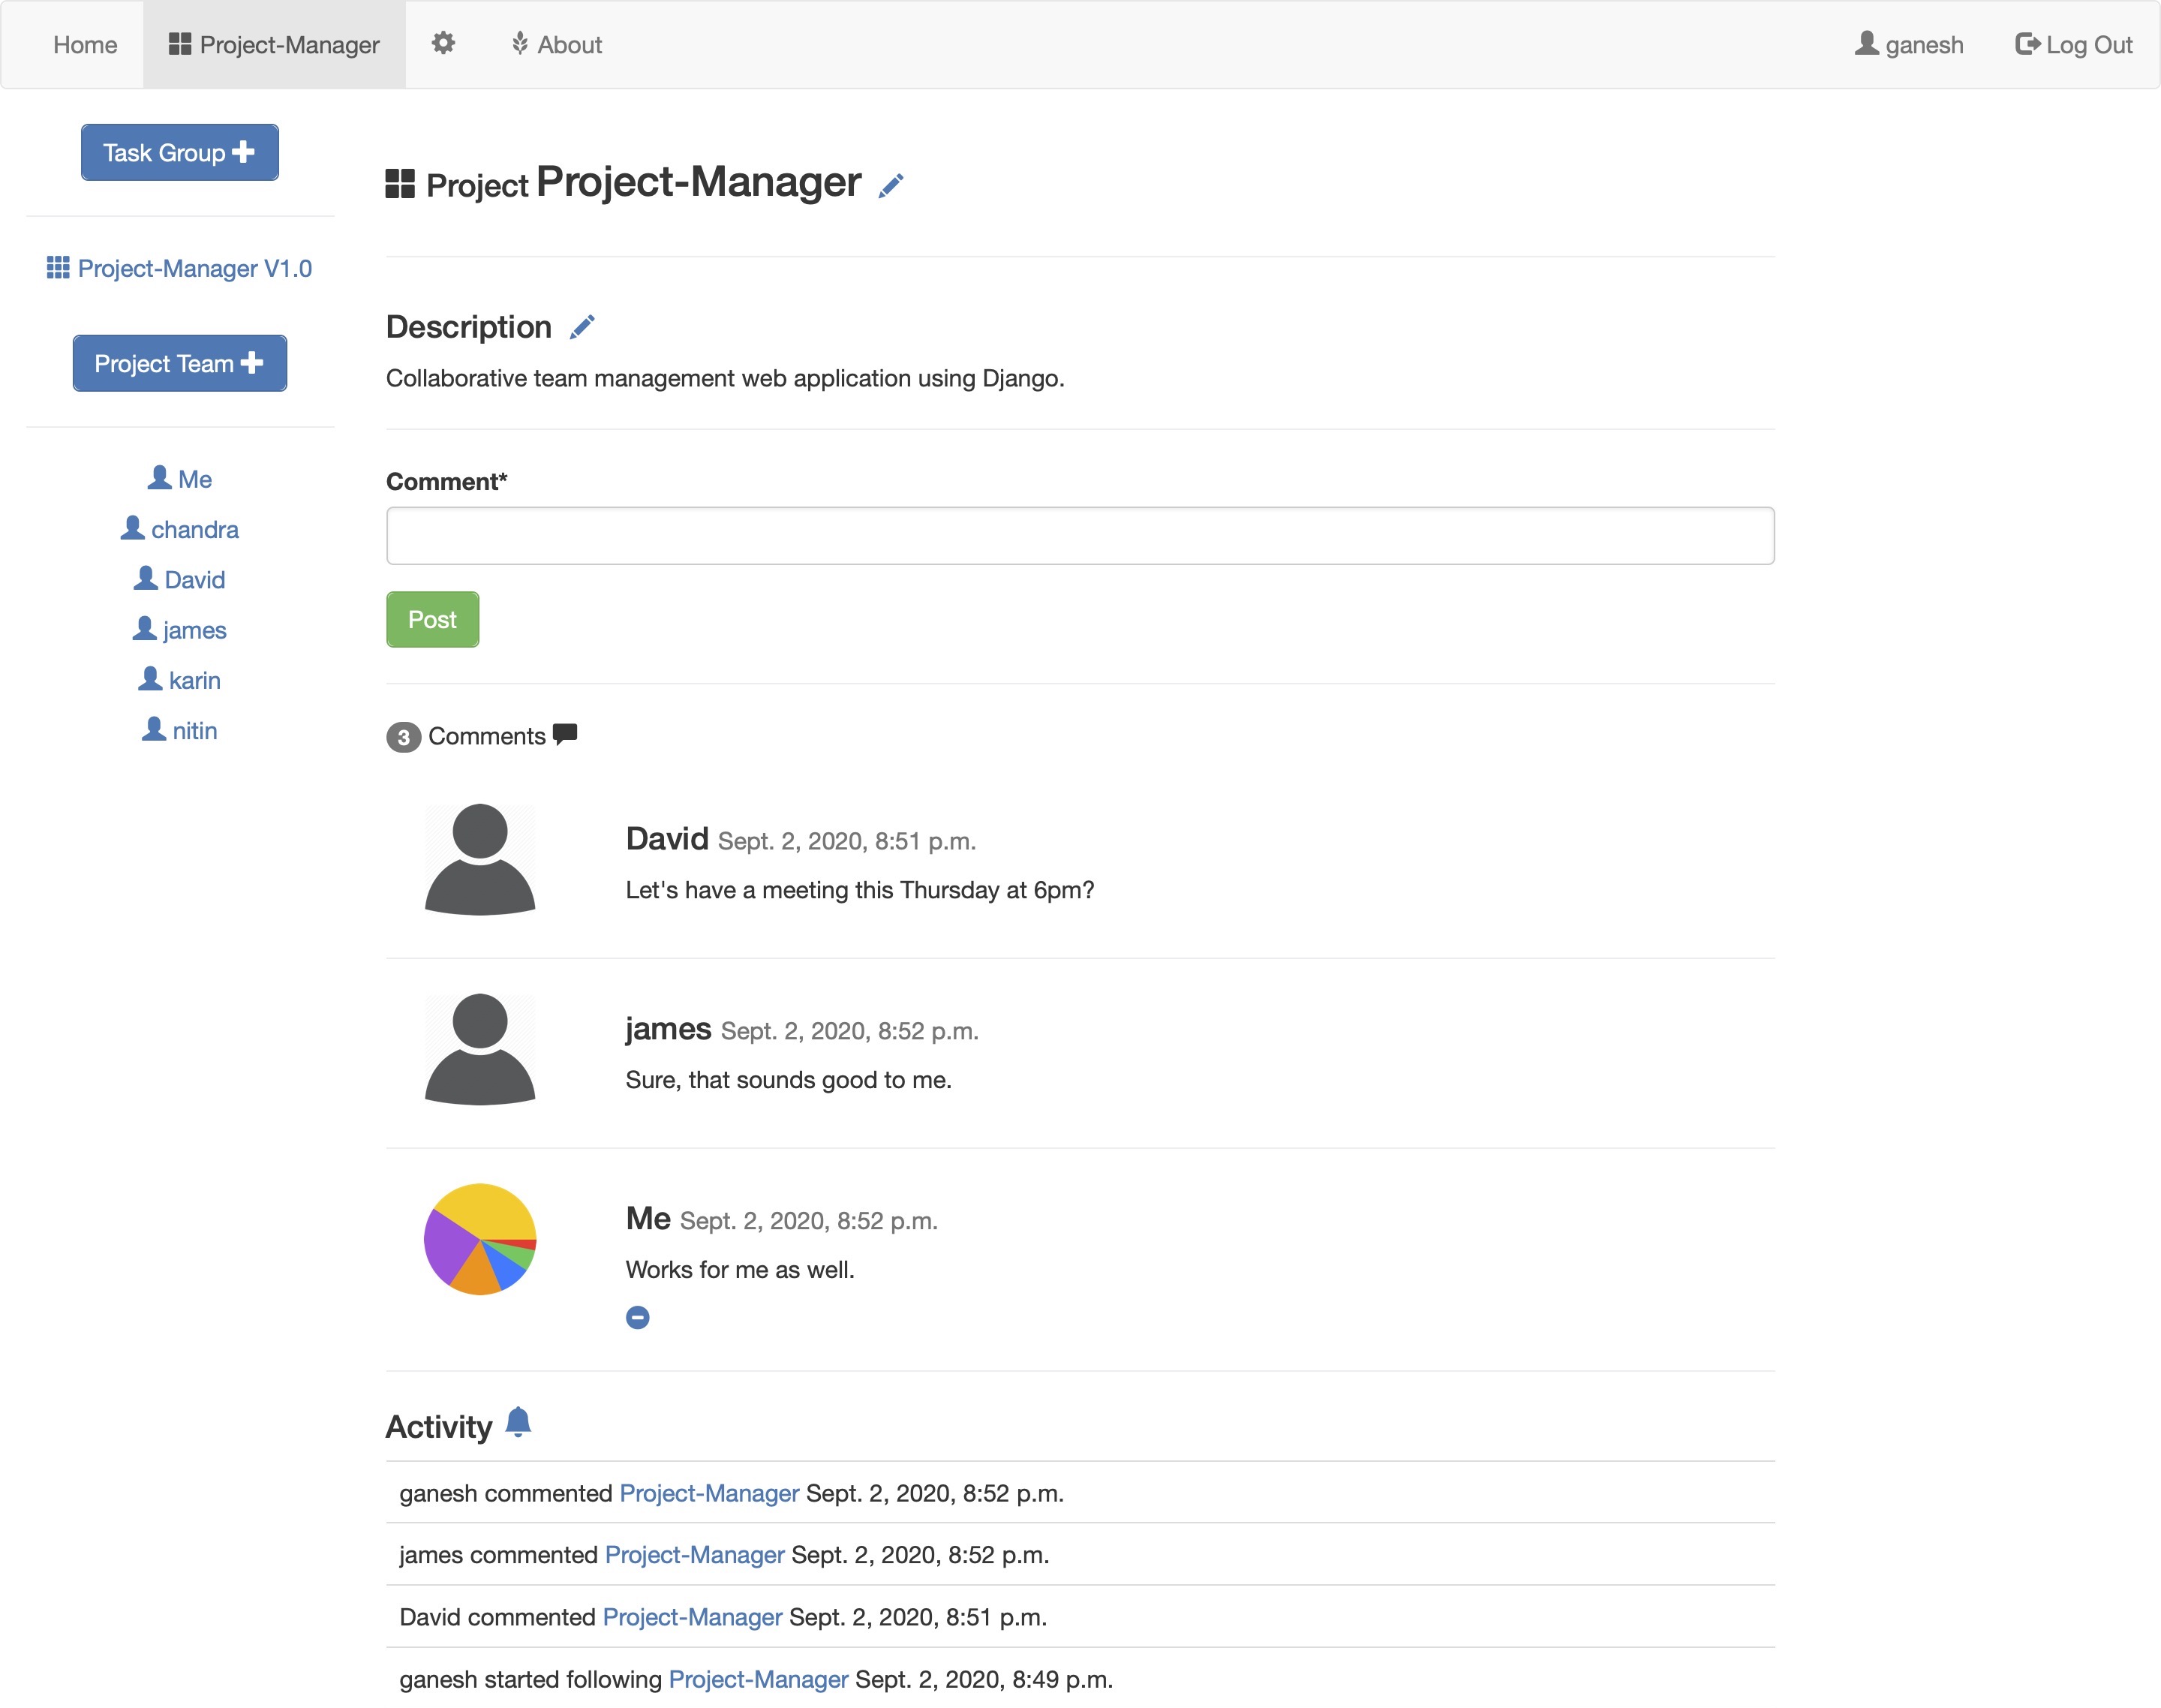 Home Project-Manager About ganesh Log Out
Task Group
Project-Manager V1.0
Project Team
Me
chandra
David
james
karin
nitin
Project Project-Manager
Description
Collaborative team management web application using Django.
Comment*
Post
3 Comments
David Sept. 2, 2020, 8:51 p.m.
Let's have a meeting this Thursday at 6pm?
james Sept. 2, 2020, 8:52 p.m.
Sure, that sounds good to me.
Me Sept. 2, 2020, 8:52 p.m.
Works for me as well.
Activity
ganesh commented Project-Manager Sept. 2, 2020, 8:52 p.m.
james commented Project-Manager Sept. 2, 2020, 8:52 p.m.
David commented Project-Manager Sept. 2, 2020, 8:51 p.m.
ganesh started following Project-Manager Sept. 2, 2020, 8:49 p.m.